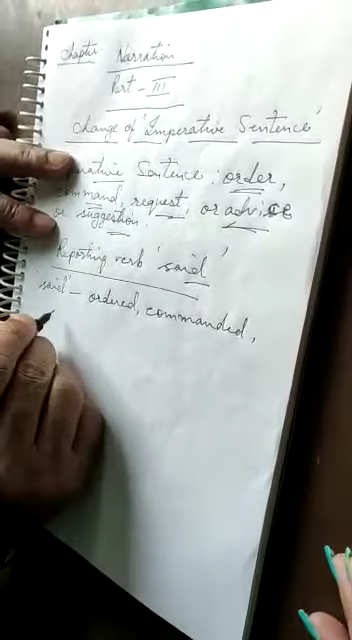 Chapter Narration
Part - III
Change of 'Imperative Sentence'
erative Sentence: order,
command, request, or advice
or suggestion.
Reporting verb 'said'
said' - ordered, commanded,